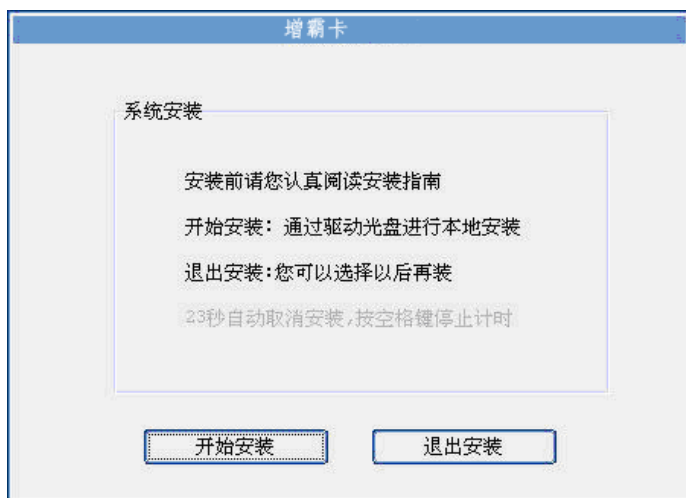 增霸卡
系统安装
安装前请您认真阅读安装指南
开始安装: 通过驱动光盘进行本地安装
退出安装:您可以选择以后再装
23秒自动取消安装,按空格键停止计时
开始安装
退出安装